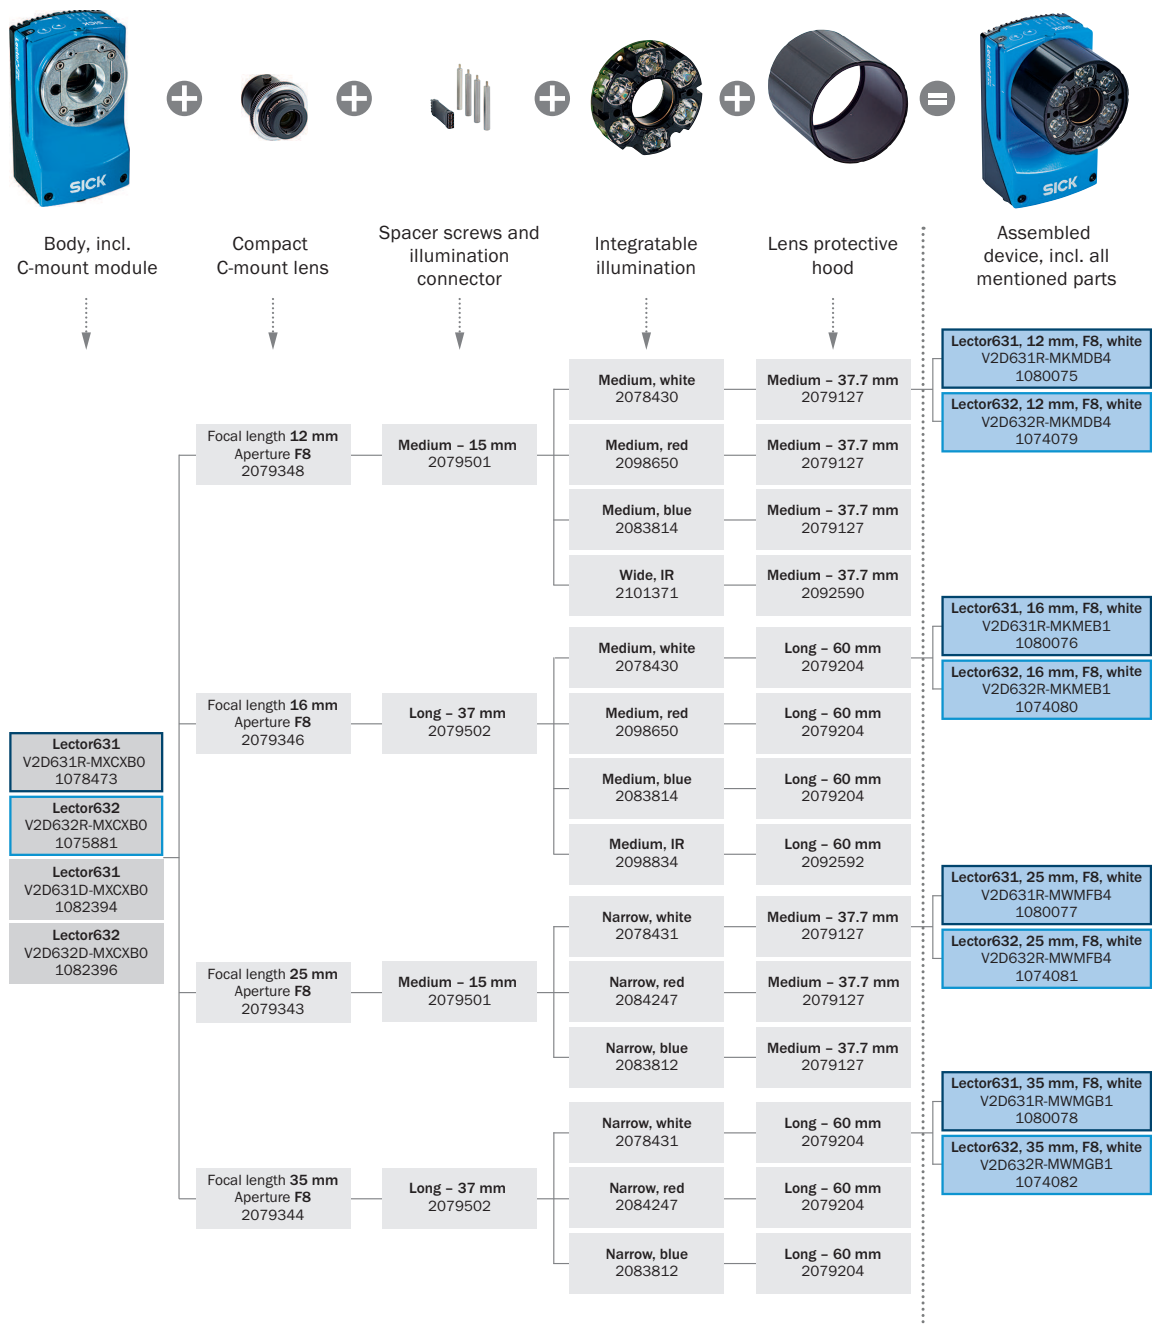 SICK
SICK
SICK
SICK
Body, incl.
C-mount module
Compact
C-mount lens
Spacer screws and
illumination
connector
Integratable
illumination
Lens protective
hood
Assembled
device, incl. all
mentioned parts
Lector631
V2D631R-MXCXB0
1078473
Lector632
V2D632R-MXCXB0
1075881
Lector631
V2D631D-MXCXB0
1082394
Lector632
V2D632D-MXCXB0
1082396
Focal length 12 mm
Aperture F8
2079348
Medium – 15 mm
2079501
Medium, white
2078430
Medium – 37.7 mm
2079127
Medium, red
2098650
Medium – 37.7 mm
2079127
Medium, blue
2083814
Medium – 37.7 mm
2079127
Wide, IR
2101371
Medium – 37.7 mm
2092590
Lector631, 12 mm, F8, white
V2D631R-MKMDB4
1080075
Lector632, 12 mm, F8, white
V2D632R-MKMDB4
1074079
Focal length 16 mm
Aperture F8
2079346
Long – 37 mm
2079502
Medium, white
2078430
Long – 60 mm
2079204
Medium, red
2098650
Long – 60 mm
2079204
Medium, blue
2083814
Long – 60 mm
2079204
Medium, IR
2098834
Long – 60 mm
2092592
Lector631, 16 mm, F8, white
V2D631R-MKMEB1
1080076
Lector632, 16 mm, F8, white
V2D632R-MKMEB1
1074080
Focal length 25 mm
Aperture F8
2079343
Medium – 15 mm
2079501
Narrow, white
2078431
Medium – 37.7 mm
2079127
Narrow, red
2084247
Medium – 37.7 mm
2079127
Narrow, blue
2083812
Medium – 37.7 mm
2079127
Lector631, 25 mm, F8, white
V2D631R-MWMFB4
1080077
Lector632, 25 mm, F8, white
V2D632R-MWMFB4
1074081
Focal length 35 mm
Aperture F8
2079344
Long – 37 mm
2079502
Narrow, white
2078431
Long – 60 mm
2079204
Narrow, red
2084247
Long – 60 mm
2079204
Narrow, blue
2083812
Long – 60 mm
2079204
Lector631, 35 mm, F8, white
V2D631R-MWMGB1
1080078
Lector632, 35 mm, F8, white
V2D632R-MWMGB1
1074082